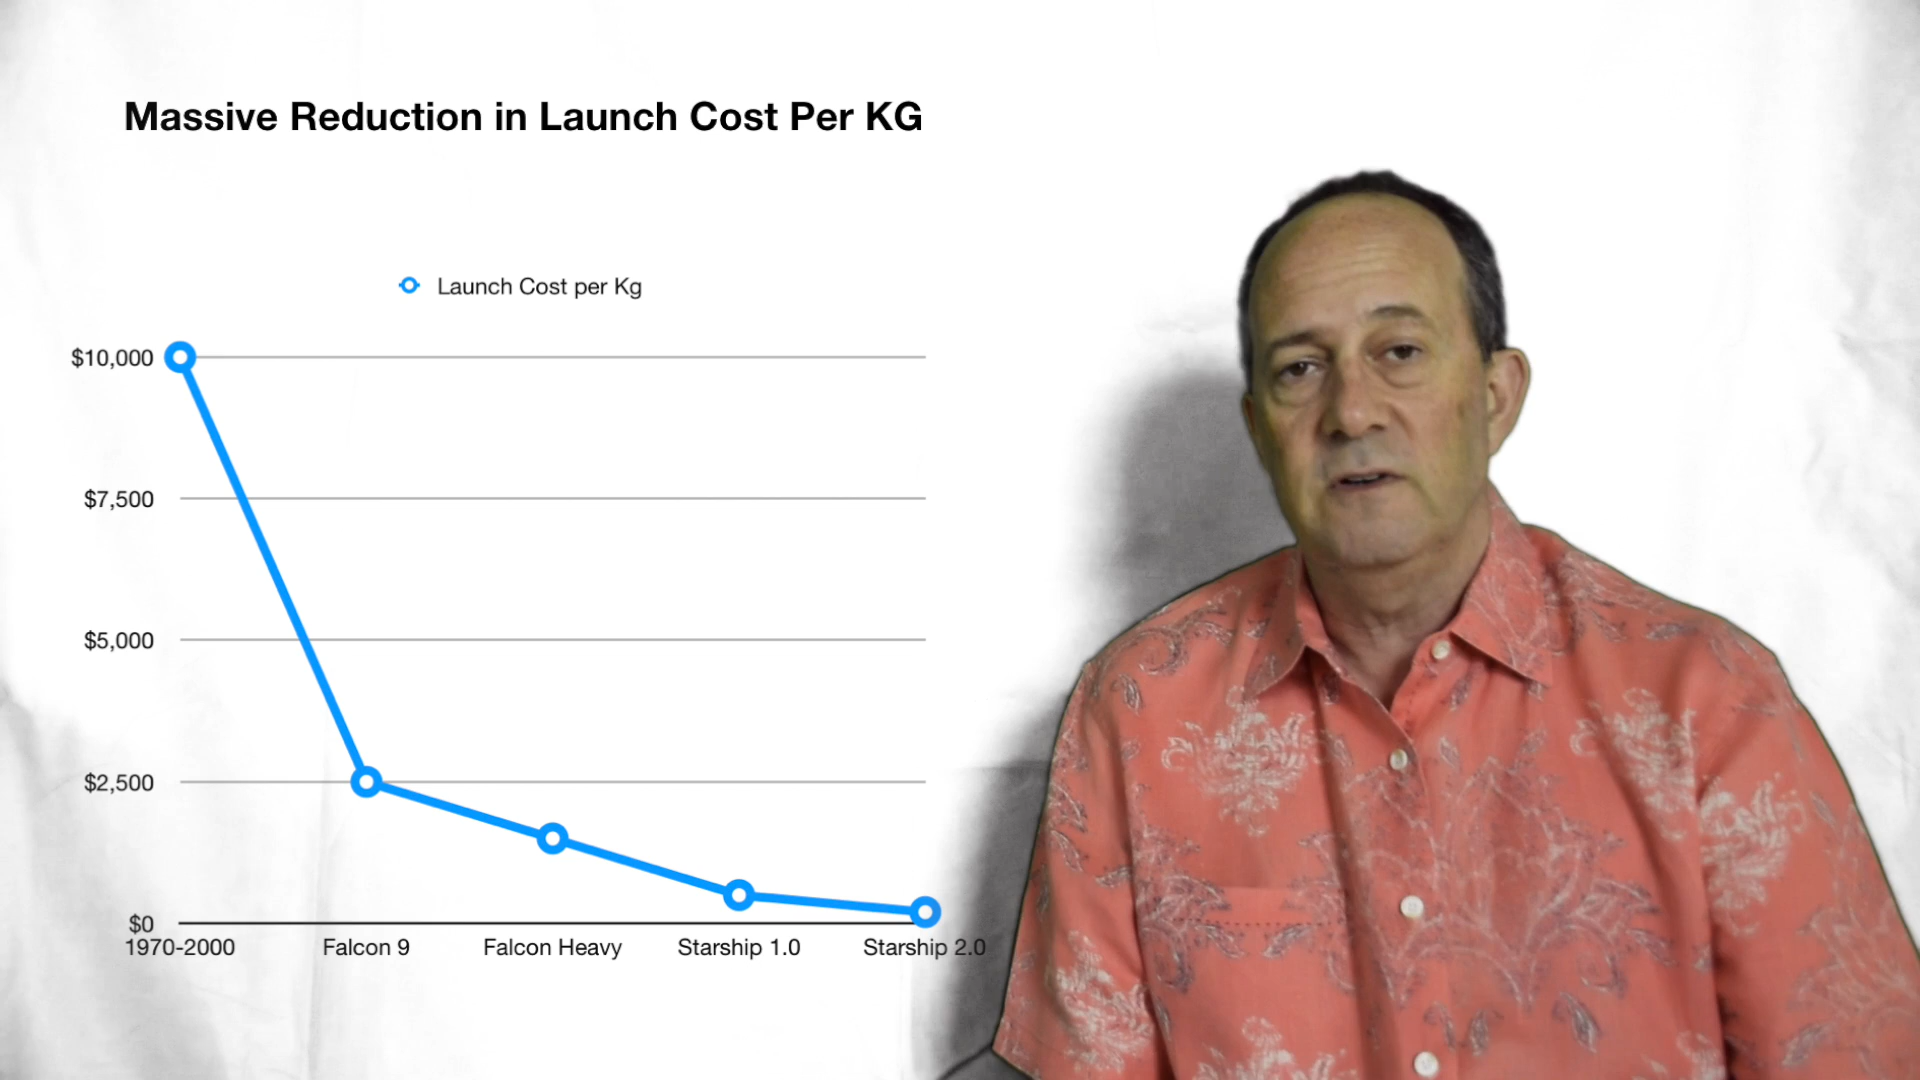 Massive Reduction in Launch Cost Per KG
Launch Cost per Kg
$10,000
$7,500
$5,000
$2,500
$0
1970-2000 Falcon 9 Falcon Heavy Starship 1.0 Starship 2.0